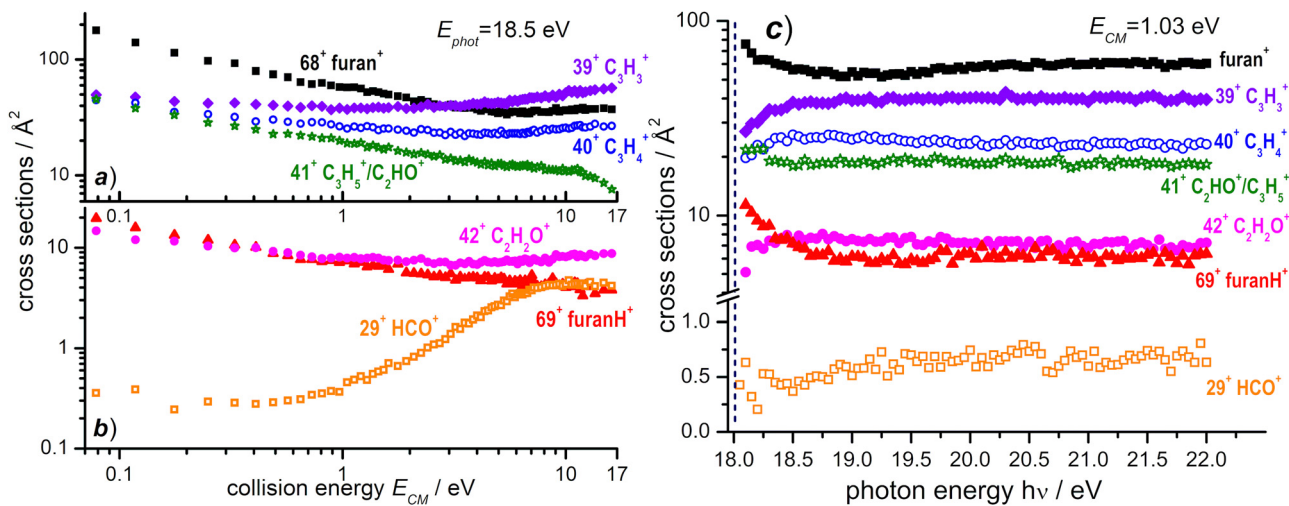 E_phot=18.5 eV
68⁺ furan⁺
39⁺ C₃H₃⁺
40⁺ C₃H₄⁺
41⁺ C₃H₅⁺/C₂HO⁺
a)
100
10
0.1 1 10 17
42⁺ C₂H₂O⁺
29⁺ HCO⁺
69⁺ furanH⁺
b)
10
1
0.1
0.1 1 10 17
cross sections / Å²
collision energy E_CM / eV
c)
E_CM=1.03 eV
furan⁺
39⁺ C₃H₃⁺
40⁺ C₃H₄⁺
41⁺ C₂HO⁺/C₃H₅⁺
42⁺ C₂H₂O⁺
69⁺ furanH⁺
29⁺ HCO⁺
100
10
1.0
0.5
0.0
18.0 18.5 19.0 19.5 20.0 20.5 21.0 21.5 22.0
cross sections / Å²
photon energy hν / eV